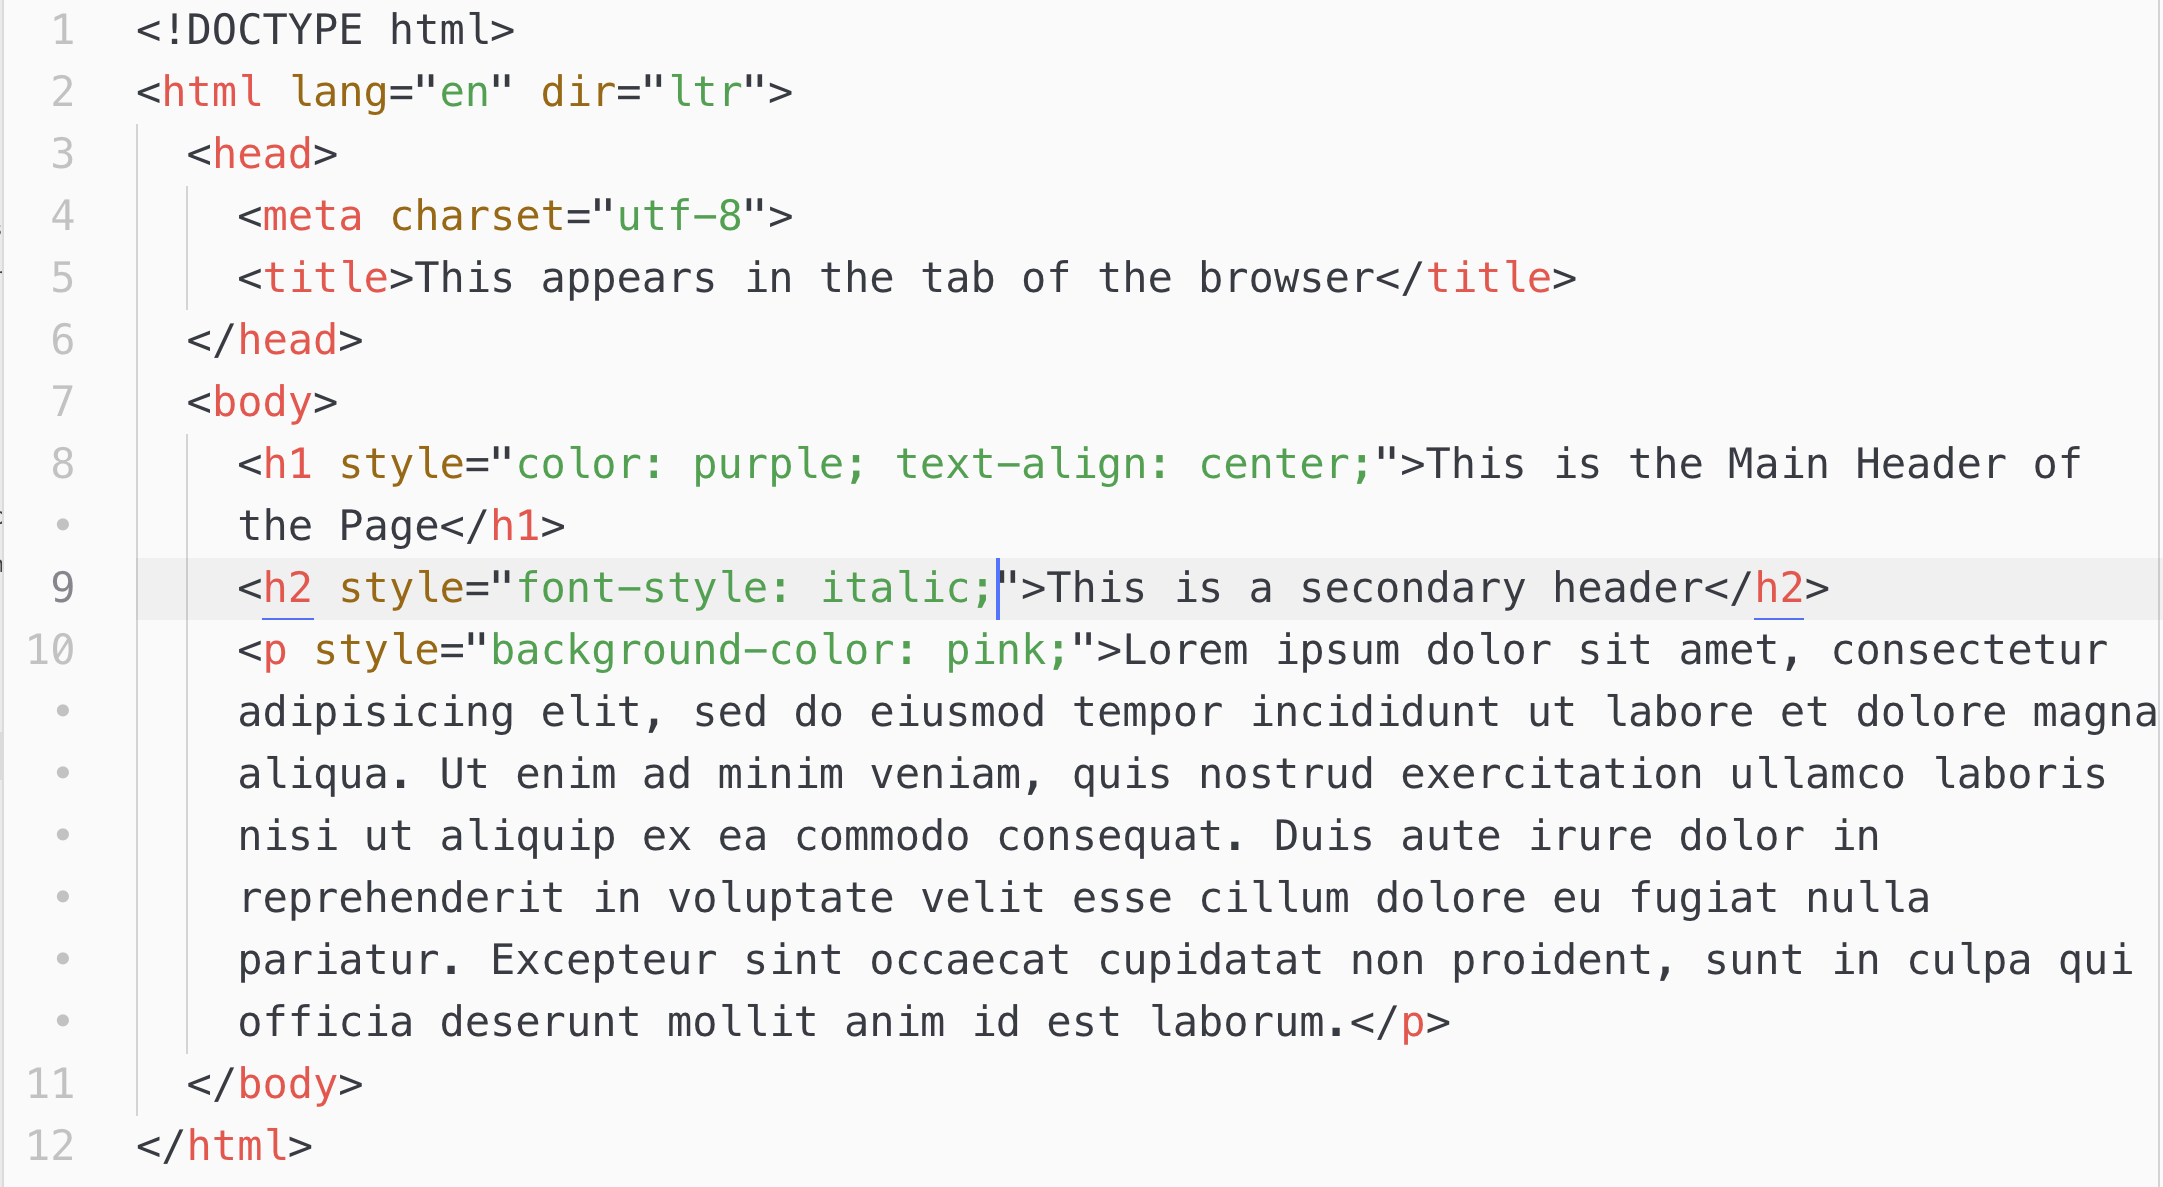 1 <!DOCTYPE html>
2 <html lang="en" dir="ltr">
3 <head>
4 <meta charset="utf-8">
5 <title>This appears in the tab of the browser</title>
6 </head>
7 <body>
8 <h1 style="color: purple; text-align: center;">This is the Main Header of
• the Page</h1>
9 <h2 style="font-style: italic;">This is a secondary header</h2>
10 <p style="background-color: pink;">Lorem ipsum dolor sit amet, consectetur
• adipisicing elit, sed do eiusmod tempor incididunt ut labore et dolore magna
• aliqua. Ut enim ad minim veniam, quis nostrud exercitation ullamco laboris
• nisi ut aliquip ex ea commodo consequat. Duis aute irure dolor in
• reprehenderit in voluptate velit esse cillum dolore eu fugiat nulla
• pariatur. Excepteur sint occaecat cupidatat non proident, sunt in culpa qui
• officia deserunt mollit anim id est laborum.</p>
11 </body>
12 </html>